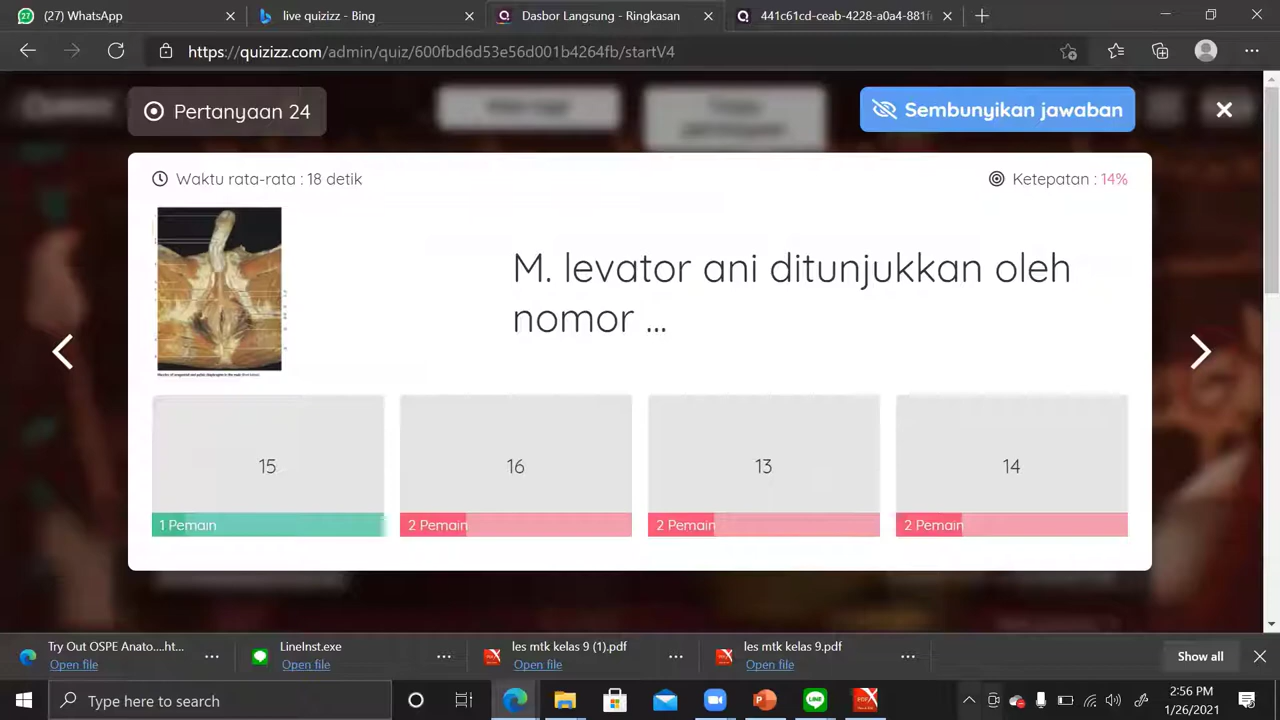 (27) WhatsApp
live quizizz - Bing
Dasbor Langsung - Ringkasan
441c61cd-ceab-4228-a0a4-881f
https://quizizz.com/admin/quiz/600fbd6d53e56d001b4264fb/startV4
Pertanyaan 24
Sembunyikan jawaban
Waktu rata-rata : 18 detik
Ketepatan : 14%
M. levator ani ditunjukkan oleh
nomor ...
15
16
13
14
1 Pemain
2 Pemain
2 Pemain
2 Pemain
Try Out OSPE Anato....ht...
Open file
LineInst.exe
Open file
les mtk kelas 9 (1).pdf
Open file
les mtk kelas 9.pdf
Open file
Show all
Type here to search
2:56 PM
1/26/2021